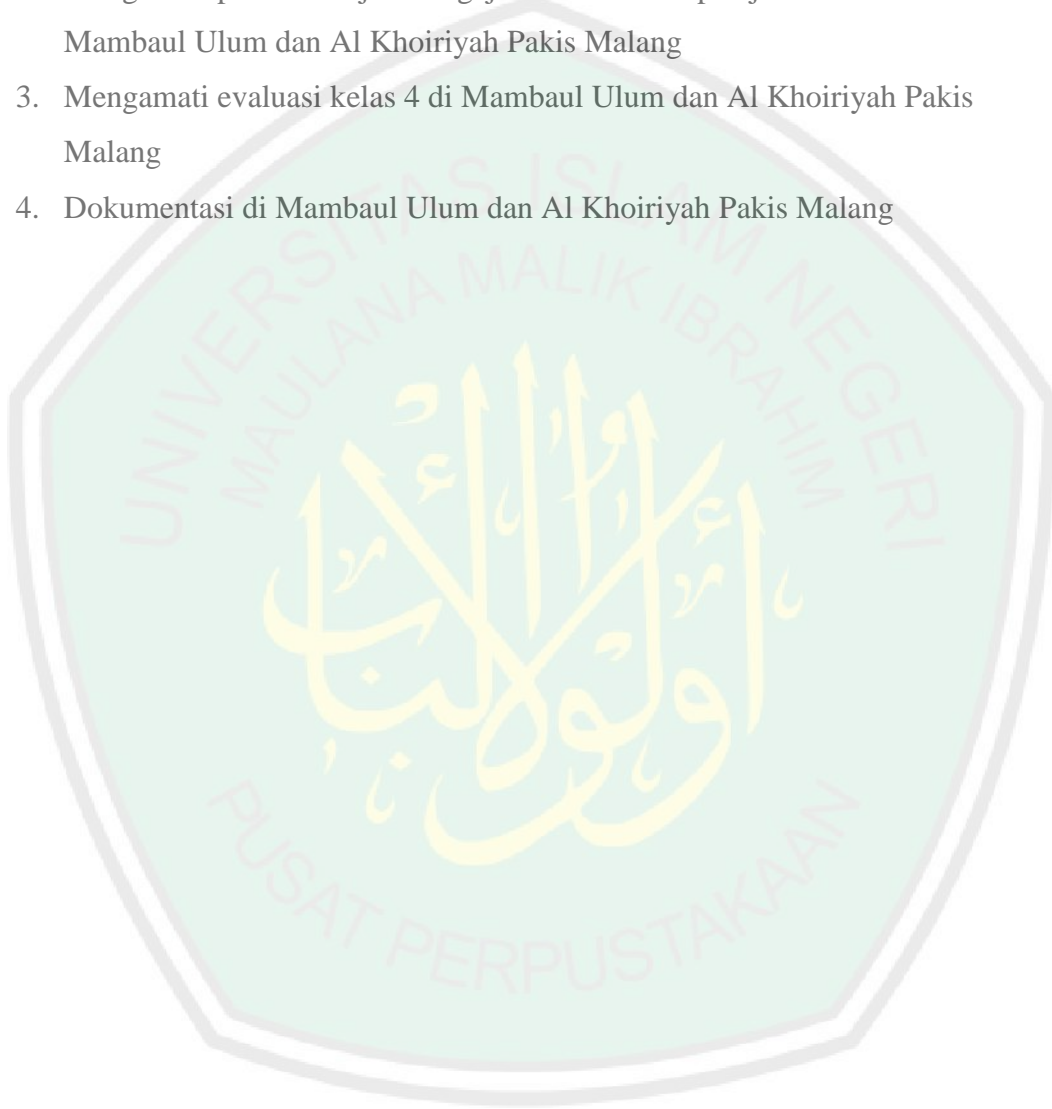 Mambaul Ulum dan Al Khoiriyah Pakis Malang
3. Mengamati evaluasi kelas 4 di Mambaul Ulum dan Al Khoiriyah Pakis
Malang
4. Dokumentasi di Mambaul Ulum dan Al Khoiriyah Pakis Malang
UNIVERSITAS ISLAM NEGERI
MAULANA MALIK IBRAHIM
أولوا الألباب
PUSAT PERPUSTAKAAN